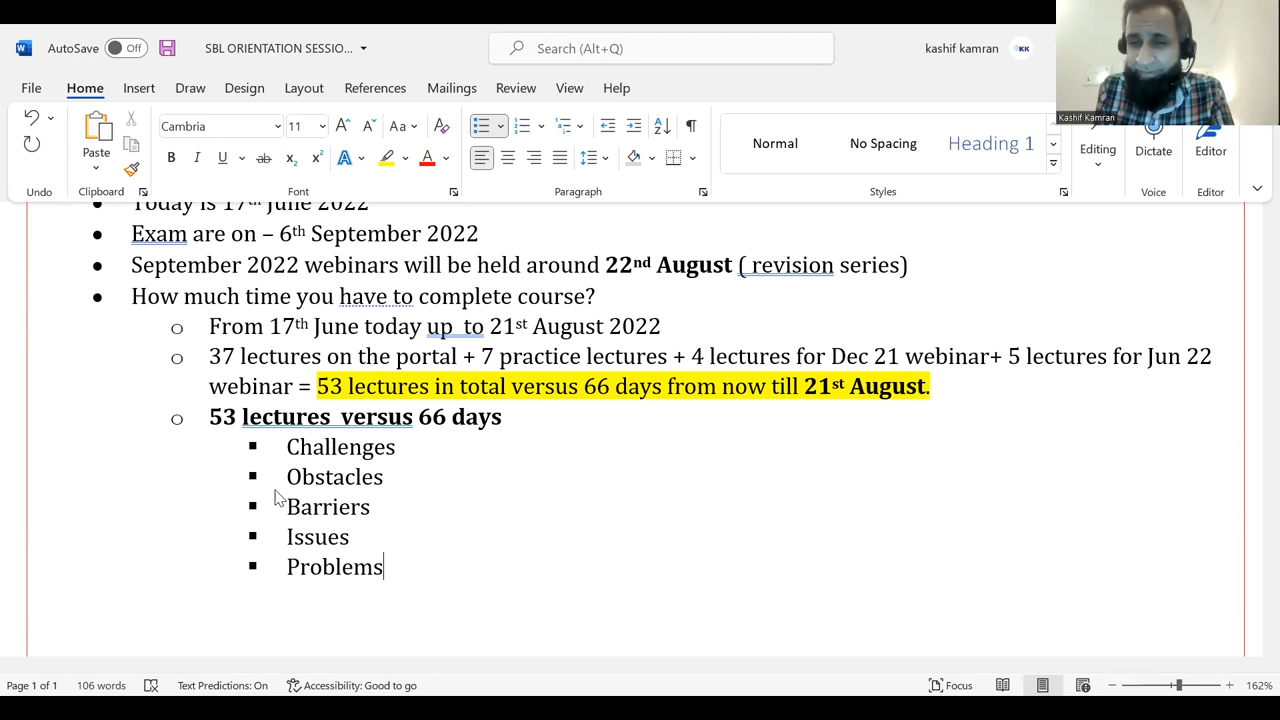 AutoSave Off SBL ORIENTATION SESSIO... Search (Alt+Q) kashif kamran KK
File Home Insert Draw Design Layout References Mailings Review View Help
Kashif Kamran
Cambria 11 Aa
Paste B I U ab x₂ x² A A Normal No Spacing Heading 1 Editing Dictate Editor
Undo Clipboard Font Paragraph Styles Voice Editor
• Today is 17th June 2022
• Exam are on – 6th September 2022
• September 2022 webinars will be held around 22nd August ( revision series)
• How much time you have to complete course?
o From 17th June today up to 21st August 2022
o 37 lectures on the portal + 7 practice lectures + 4 lectures for Dec 21 webinar+ 5 lectures for Jun 22
webinar = 53 lectures in total versus 66 days from now till 21st August.
o 53 lectures versus 66 days
▪ Challenges
▪ Obstacles
▪ Barriers
▪ Issues
▪ Problems
Page 1 of 1 106 words Text Predictions: On Accessibility: Good to go Focus 162%